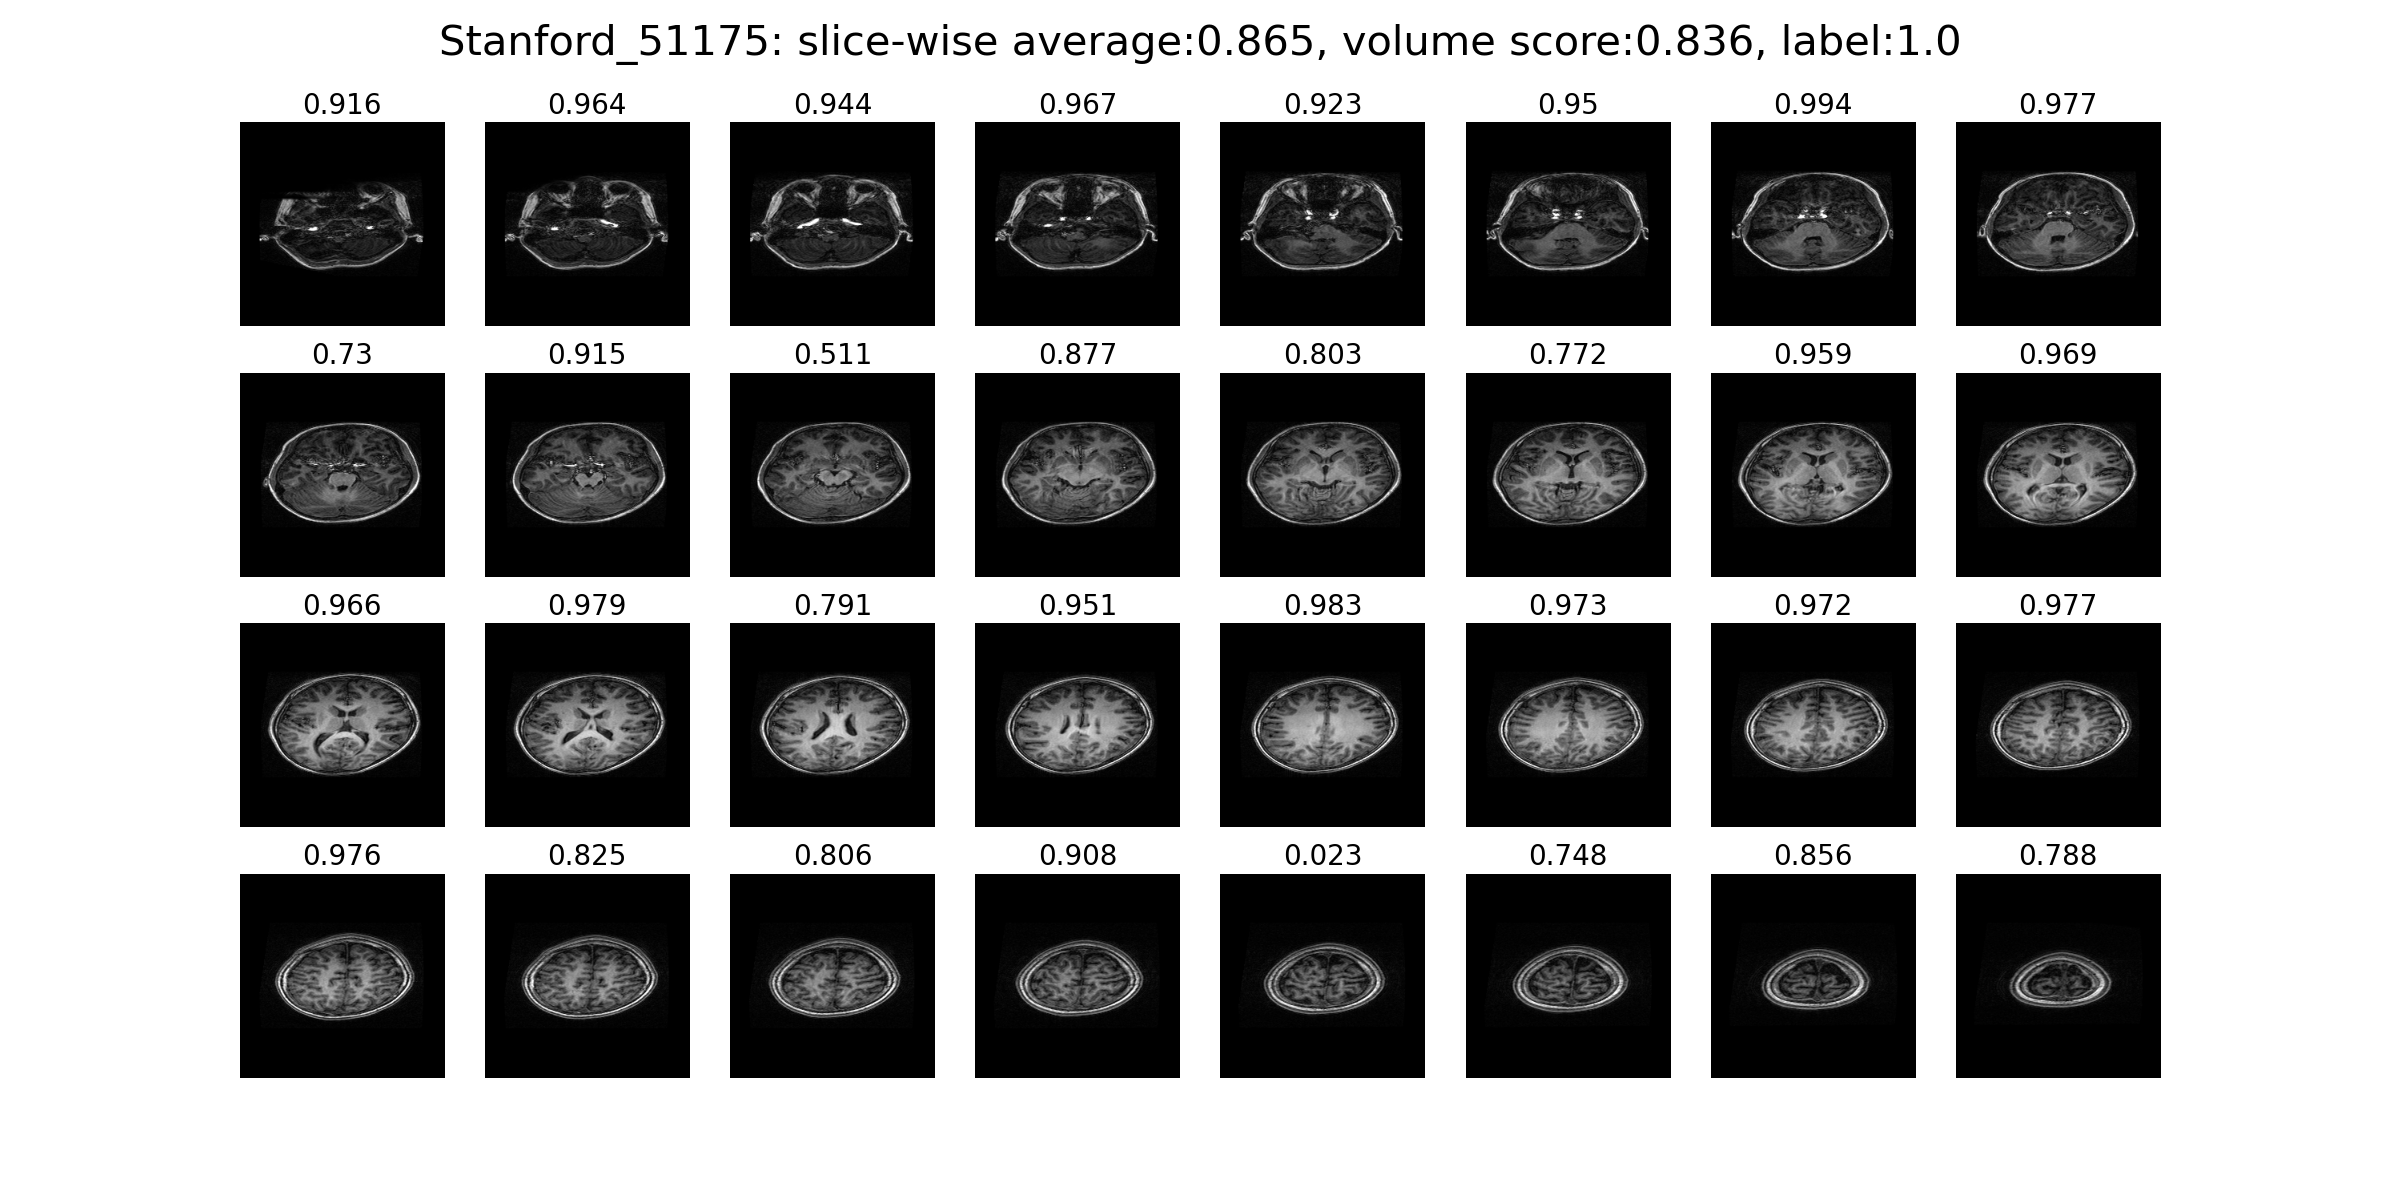 Stanford_51175: slice-wise average:0.865, volume score:0.836, label:1.0
0.916 0.964 0.944 0.967 0.923 0.95 0.994 0.977
0.73 0.915 0.511 0.877 0.803 0.772 0.959 0.969
0.966 0.979 0.791 0.951 0.983 0.973 0.972 0.977
0.976 0.825 0.806 0.908 0.023 0.748 0.856 0.788